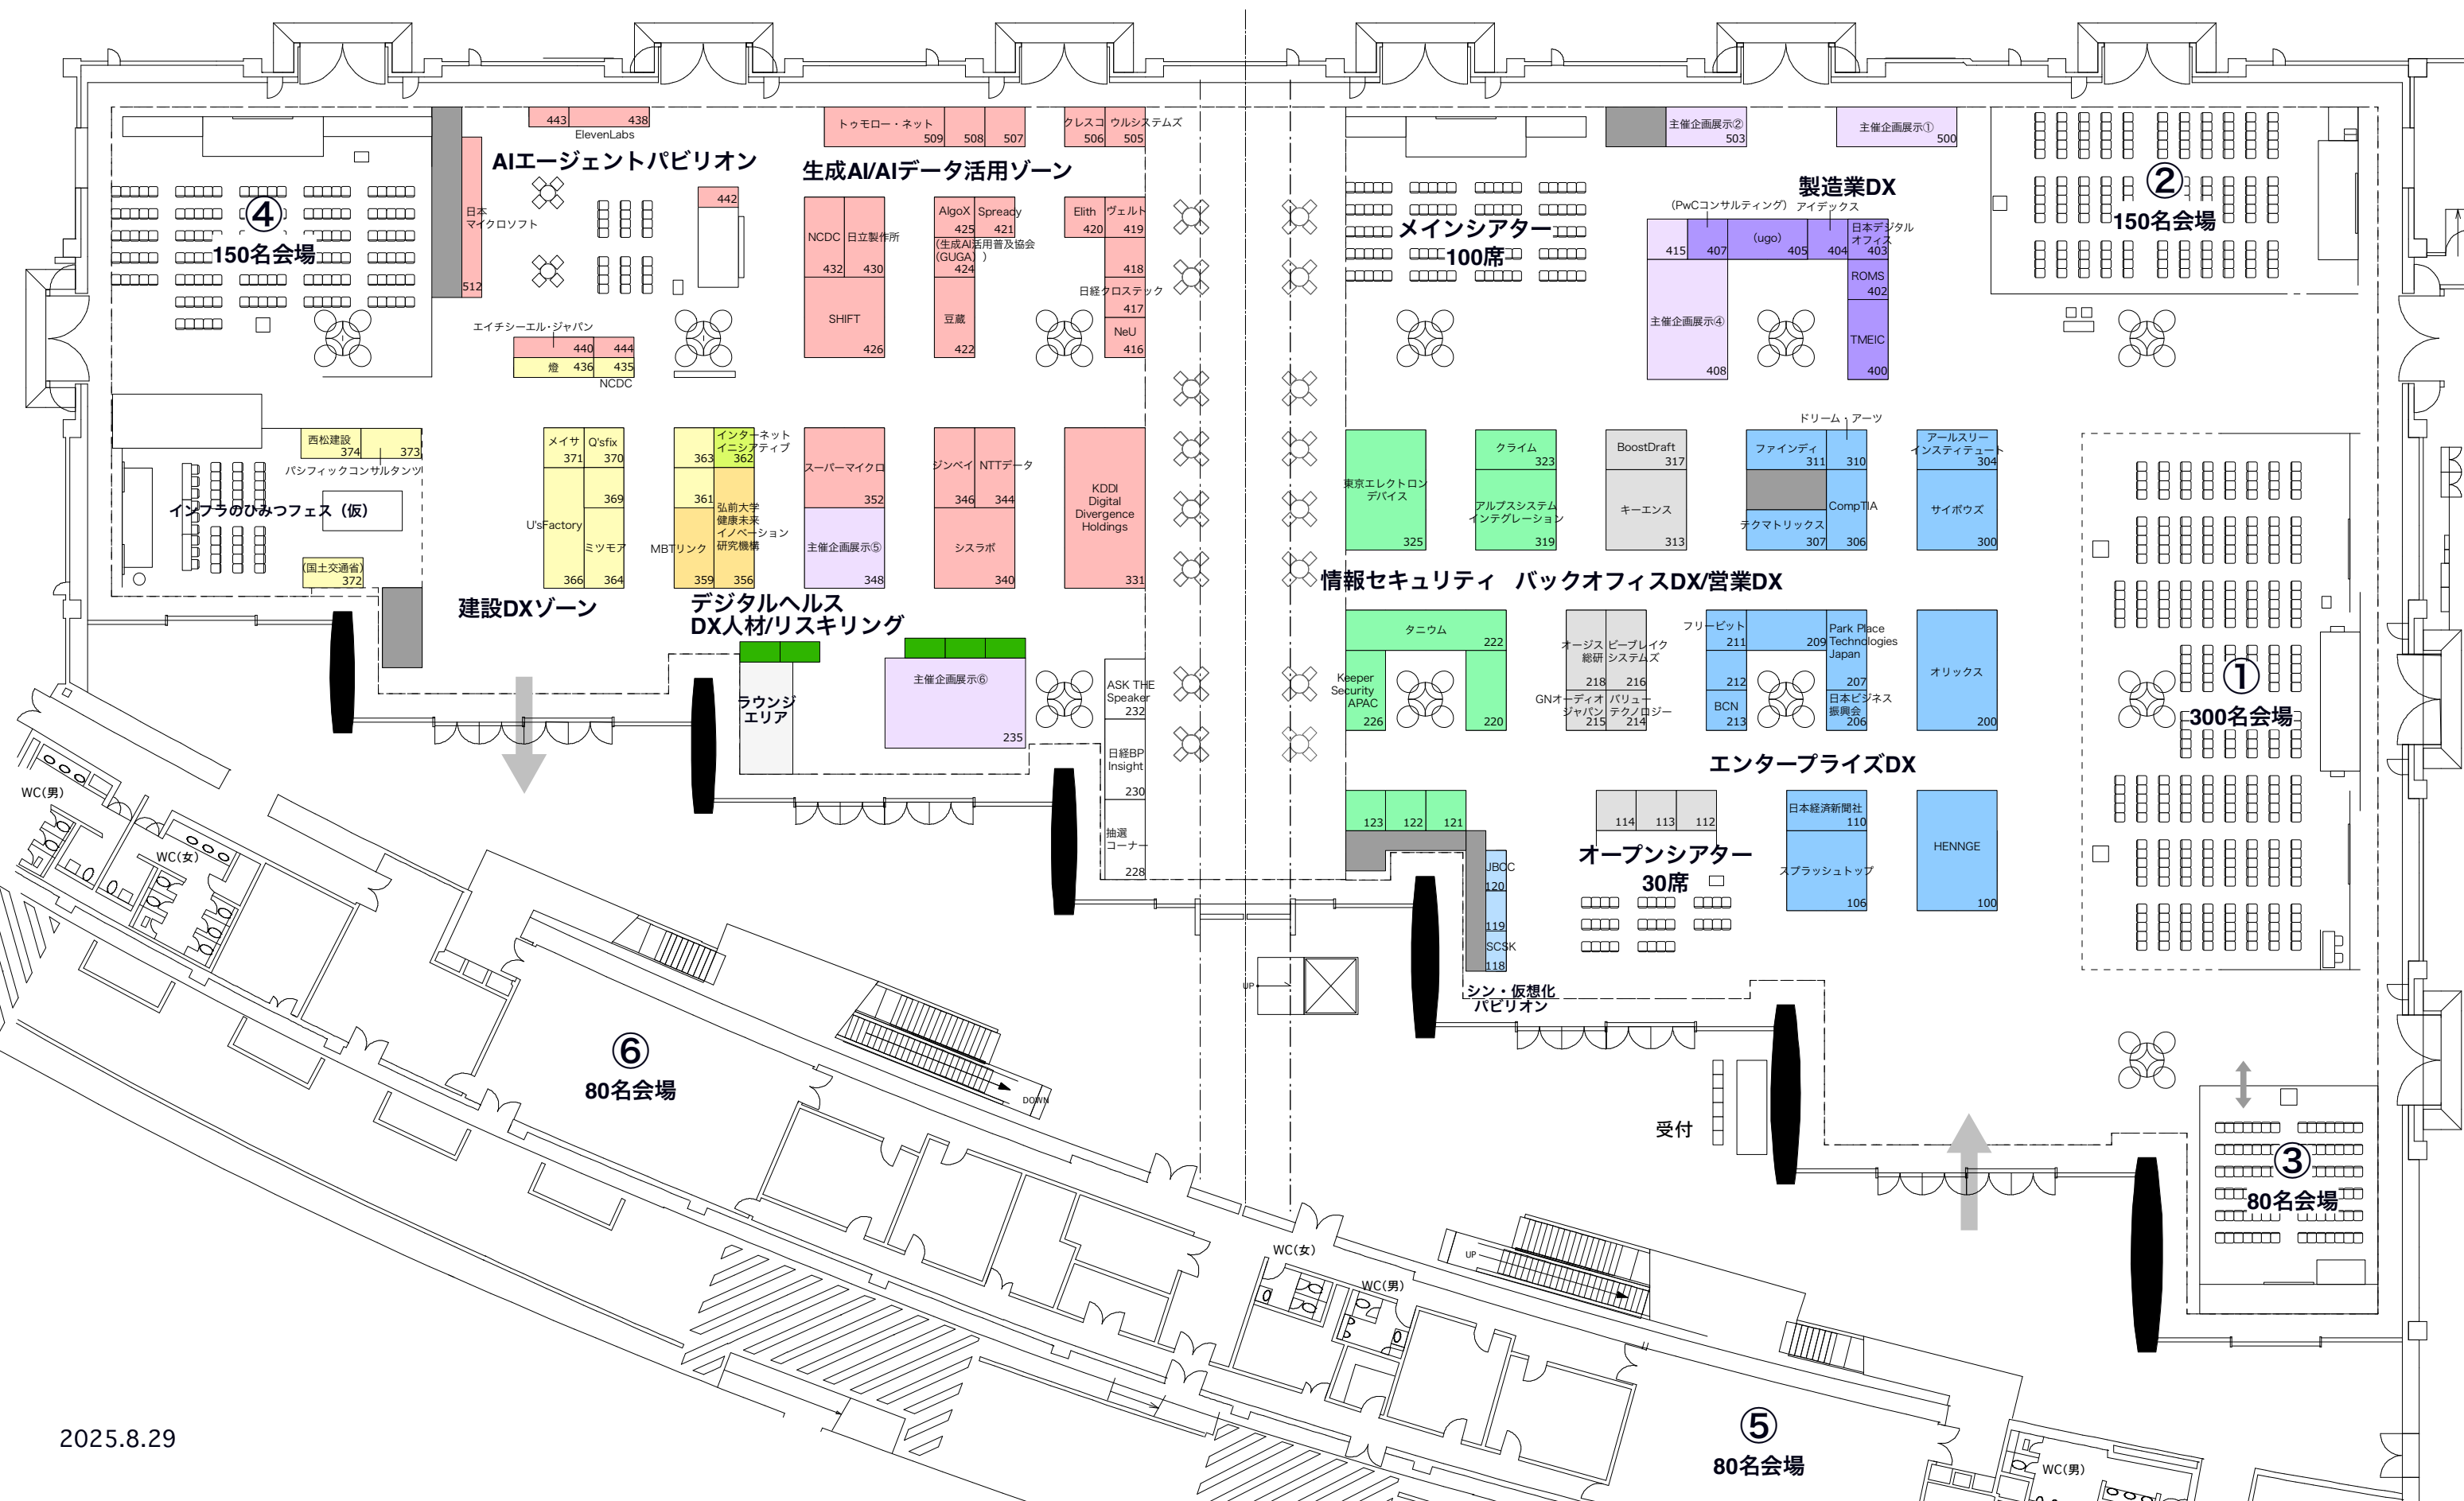 443 438
ElevenLabs
AIエージェントパビリオン
トゥモロー・ネット
509 508 507
クレスコ ウルシステムズ
506 505
生成AI/AIデータ活用ゾーン
主催企画展示②
503
主催企画展示①
500
④
150名会場
日本
マイクロソフト
512
442
NCDC
432
日立製作所
430
SHIFT
426
AlgoX
425
Spready
421
(生成AI活用普及協会
(GUGA))
424
豆蔵
422
Elith
420
ヴェルト
419
418
日経クロステック
417
NeU
416
メインシアター
100席
製造業DX
(PwCコンサルティング)
アイデックス
415
407
(ugo)
405
404
日本デジタル
オフィス
403
ROMS
402
TMEIC
400
主催企画展示④
408
②
150名会場
エイチシーエル・ジャパン
440 444
燈 436 435
NCDC
西松建設
374 373
パシフィックコンサルタンツ
インフラのひみつフェス（仮）
(国土交通省)
372
メイサ
371
Q'sfix
370
369
U'sFactory
366
ミツモア
364
建設DXゾーン
363
インターネット
イニシアティブ
362
361
MBTリンク
359
弘前大学
健康未来
イノベーション
研究機構
356
デジタルヘルス
DX人材/リスキリング
スーパーマイクロ
352
主催企画展示⑤
348
ジンベイ
346
NTTデータ
344
シスラボ
340
KDDI
Digital
Divergence
Holdings
331
東京エレクトロン
デバイス
325
クライム
323
アルプスシステム
インテグレーション
319
BoostDraft
317
キーエンス
313
ドリーム・アーツ
ファインディ
311
310
テクマトリックス
307
CompTIA
306
アールスリー
インスティテュート
304
サイボウズ
300
情報セキュリティ
バックオフィスDX/営業DX
ラウンジ
エリア
主催企画展示⑥
235
ASK THE
Speaker
232
日経BP
Insight
230
抽選
コーナー
228
タニウム
222
Keeper
Security
APAC
226
220
オージス
総研
218
ビーブレイク
システムズ
216
GNオーディオ
ジャパン
215
バリュー
テクノロジー
214
フリービット
211
209
Park Place
Technologies
Japan
207
212
BCN
213
日本ビジネス
振興会
206
オリックス
200
①
300名会場
エンタープライズDX
123 122 121
JBCC
120
119
SCSK
118
シン・仮想化
パビリオン
114 113 112
オープンシアター
30席
日本経済新聞社
110
スプラッシュトップ
106
HENNGE
100
WC(男)
WC(女)
UP
⑥
80名会場
DOWN
受付
③
80名会場
WC(女)
WC(男)
UP
⑤
80名会場
WC(男)
2025.8.29